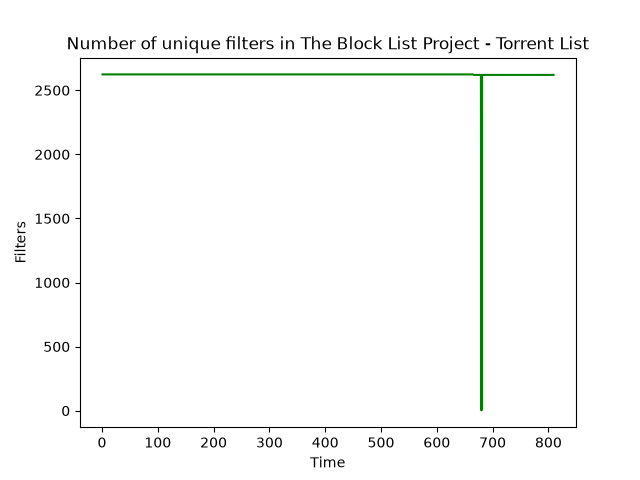 Number of unique filters in The Block List Project - Torrent List
2500
2000
1500
1000
500
0
Filters
0 100 200 300 400 500 600 700 800
Time